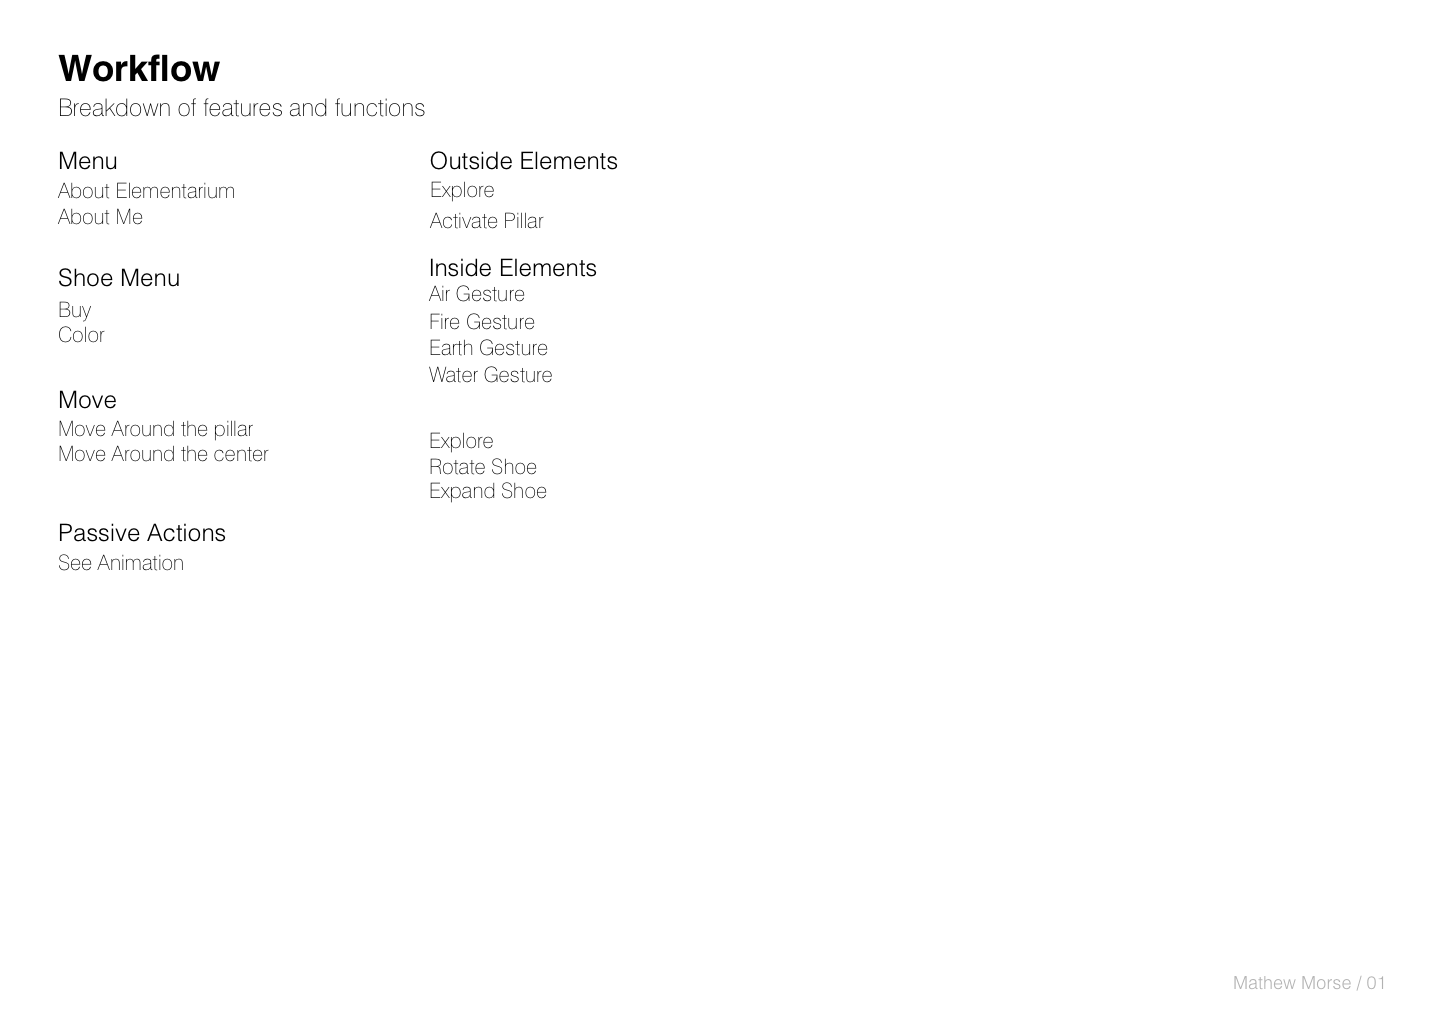 Workflow
Breakdown of features and functions
Menu
About Elementarium
About Me
Shoe Menu
Buy
Color
Move
Move Around the pillar
Move Around the center
Passive Actions
See Animation
Outside Elements
Explore
Activate Pillar
Inside Elements
Air Gesture
Fire Gesture
Earth Gesture
Water Gesture
Explore
Rotate Shoe
Expand Shoe
Mathew Morse / 01